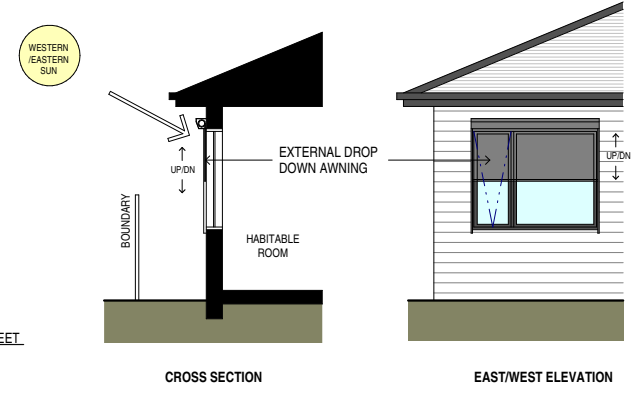 WESTERN
/EASTERN
SUN
UP/DN
EXTERNAL DROP
DOWN AWNING
UP/DN
BOUNDARY
HABITABLE
ROOM
EET
CROSS SECTION
EAST/WEST ELEVATION